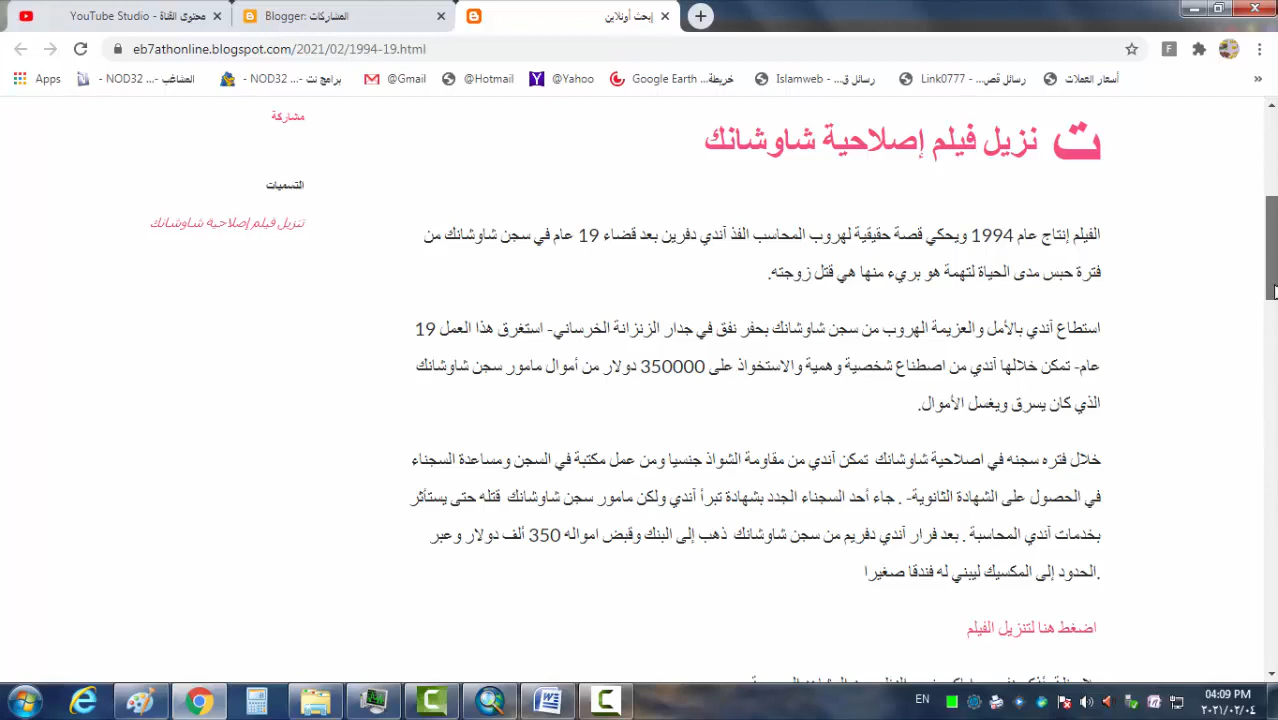 YouTube Studio - محتوى القناة
Blogger: المشاركات
إبحث أونلاين
eb7athonline.blogspot.com/2021/02/1994-19.html
Apps
المشاغب ... - NOD32
برامج نت ... - NOD32
@Gmail
@Hotmail
@Yahoo
Google Earth خريطة...
Islamweb - ...رسائل ق
Link0777 - ...رسائل قص
أسعار العملات
مشاركة
تنزيل فيلم إصلاحية شاوشانك
التسميات
تنزيل فيلم إصلاحية شاوشانك
الفيلم إنتاج عام 1994 ويحكي قصة حقيقية لهروب المحاسب الفذ آندي دفرين بعد قضاء 19 عام في سجن شاوشانك من
فترة حبس مدى الحياة لتهمة هو بريء منها هي قتل زوجته.
استطاع آندي بالأمل والعزيمة الهروب من سجن شاوشانك بحفر نفق في جدار الزنزانة الخرساني- استغرق هذا العمل 19
عام- تمكن خلالها آندي من اصطناع شخصية وهمية والاستخواذ على 350000 دولار من أموال مامور سجن شاوشانك
الذي كان يسرق ويغسل الأموال.
خلال فتره سجنه في اصلاحية شاوشانك تمكن آندي من مقاومة الشواذ جنسيا ومن عمل مكتبة في السجن ومساعدة السجناء
في الحصول على الشهادة الثانوية- . جاء أحد السجناء الجدد بشهادة تبرأ آندي ولكن مامور سجن شاوشانك قتله حتى يستأثر
بخدمات آندي المحاسبة . بعد فرار آندي دفريم من سجن شاوشانك ذهب إلى البنك وقبض امواله 350 ألف دولار وعبر
.الحدود إلى المكسيك ليبني له فندقا صغيرا
اضغط هنا لتنزيل الفيلم
EN
04:09 PM
٢٠٢١/٠٢/٠٤